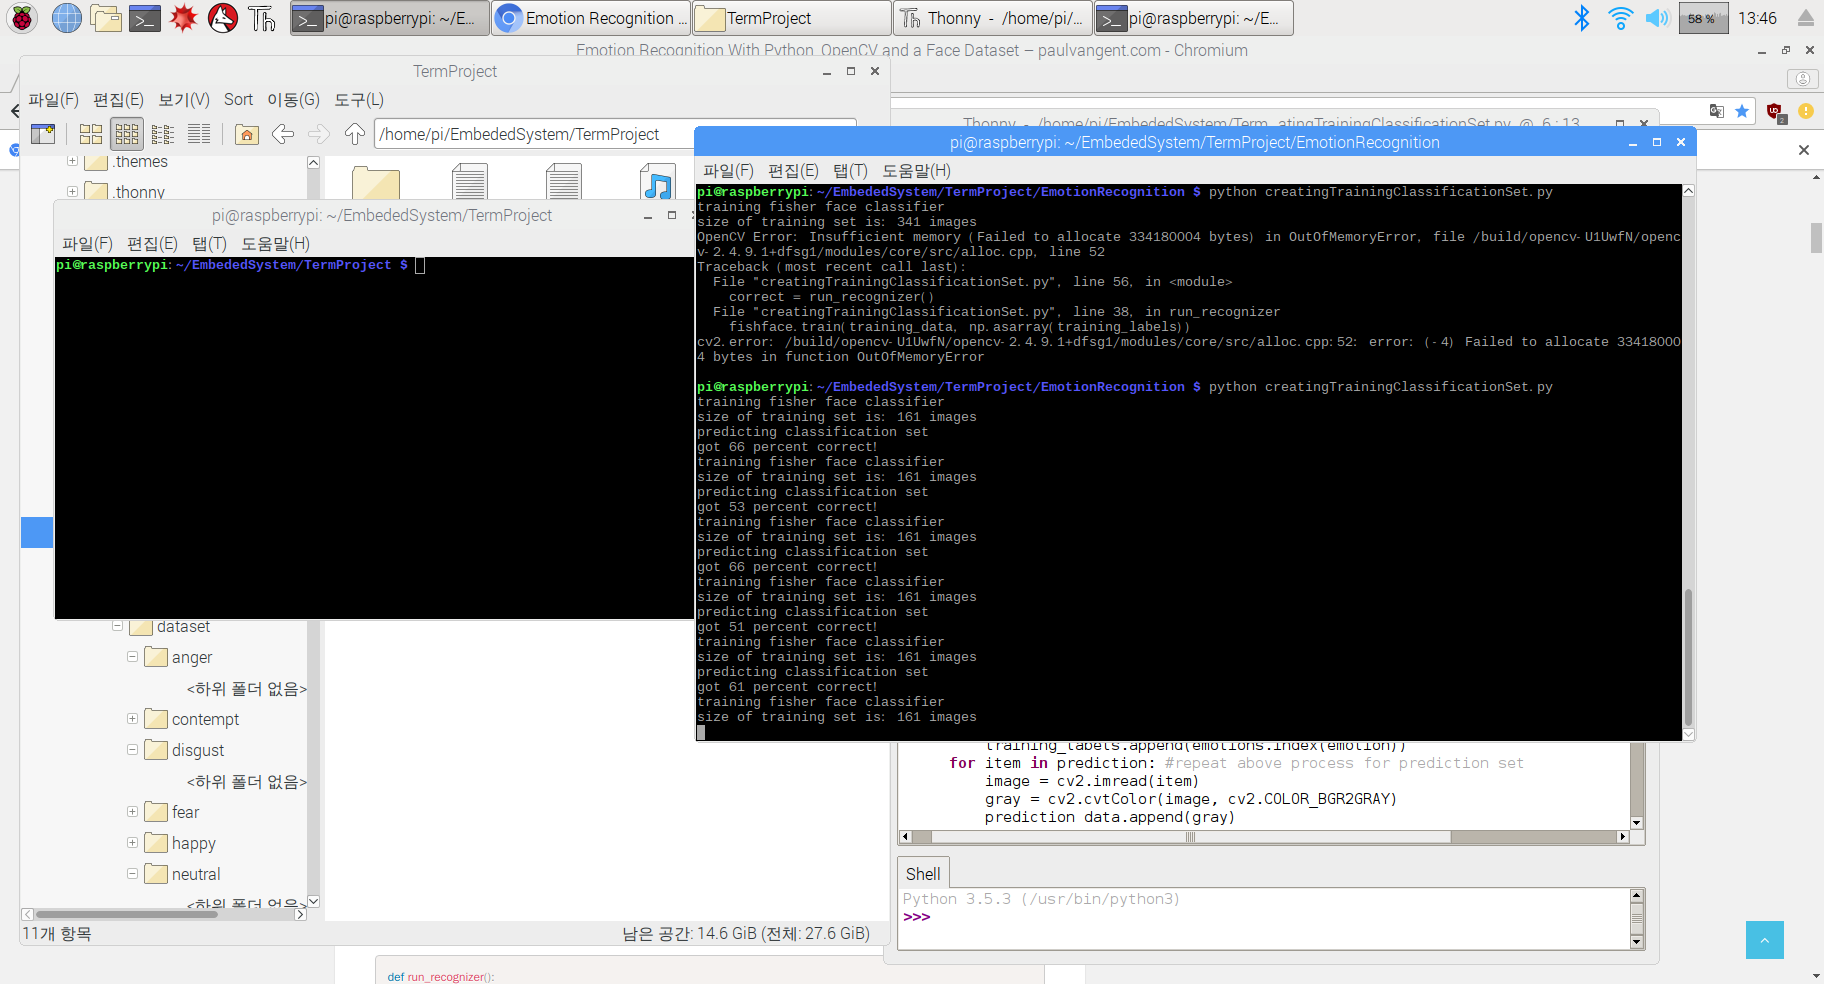 pi@raspberrypi: ~/E...
Emotion Recognition ...
TermProject
Thonny - /home/pi/...
pi@raspberrypi: ~/E...
58 %
13:46
Emotion Recognition With Python, OpenCV and a Face Dataset – paulvangent.com - Chromium
TermProject
파일(F) 편집(E) 보기(V) Sort 이동(G) 도구(L)
/home/pi/EmbededSystem/TermProject
.themes
.thonny
Thonny - /home/pi/EmbededSystem/Term...atingTrainingClassificationSet.py @ 6 : 13
pi@raspberrypi: ~/EmbededSystem/TermProject
파일(F) 편집(E) 탭(T) 도움말(H)
pi@raspberrypi:~/EmbededSystem/TermProject $
pi@raspberrypi: ~/EmbededSystem/TermProject/EmotionRecognition
파일(F) 편집(E) 탭(T) 도움말(H)
pi@raspberrypi:~/EmbededSystem/TermProject/EmotionRecognition $ python creatingTrainingClassificationSet.py
training fisher face classifier
size of training set is: 341 images
OpenCV Error: Insufficient memory (Failed to allocate 334180004 bytes) in OutOfMemoryError, file /build/opencv-U1UwfN/openc
v-2.4.9.1+dfsg1/modules/core/src/alloc.cpp, line 52
Traceback (most recent call last):
File "creatingTrainingClassificationSet.py", line 56, in <module>
correct = run_recognizer()
File "creatingTrainingClassificationSet.py", line 38, in run_recognizer
fishface.train(training_data, np.asarray(training_labels))
cv2.error: /build/opencv-U1UwfN/opencv-2.4.9.1+dfsg1/modules/core/src/alloc.cpp:52: error: (-4) Failed to allocate 33418000
4 bytes in function OutOfMemoryError
pi@raspberrypi:~/EmbededSystem/TermProject/EmotionRecognition $ python creatingTrainingClassificationSet.py
training fisher face classifier
size of training set is: 161 images
predicting classification set
got 66 percent correct!
training fisher face classifier
size of training set is: 161 images
predicting classification set
got 53 percent correct!
training fisher face classifier
size of training set is: 161 images
predicting classification set
got 66 percent correct!
training fisher face classifier
size of training set is: 161 images
predicting classification set
got 51 percent correct!
training fisher face classifier
size of training set is: 161 images
predicting classification set
got 61 percent correct!
training fisher face classifier
size of training set is: 161 images
dataset
anger
<하위 폴더 없음>
contempt
disgust
<하위 폴더 없음>
fear
happy
neutral
<하위 폴더 없음>
11개 항목
남은 공간: 14.6 GiB (전체: 27.6 GiB)
training_labels.append(emotions.index(emotion))
for item in prediction: #repeat above process for prediction set
image = cv2.imread(item)
gray = cv2.cvtColor(image, cv2.COLOR_BGR2GRAY)
prediction data.append(gray)
Shell
Python 3.5.3 (/usr/bin/python3)
>>>
def run_recognizer():